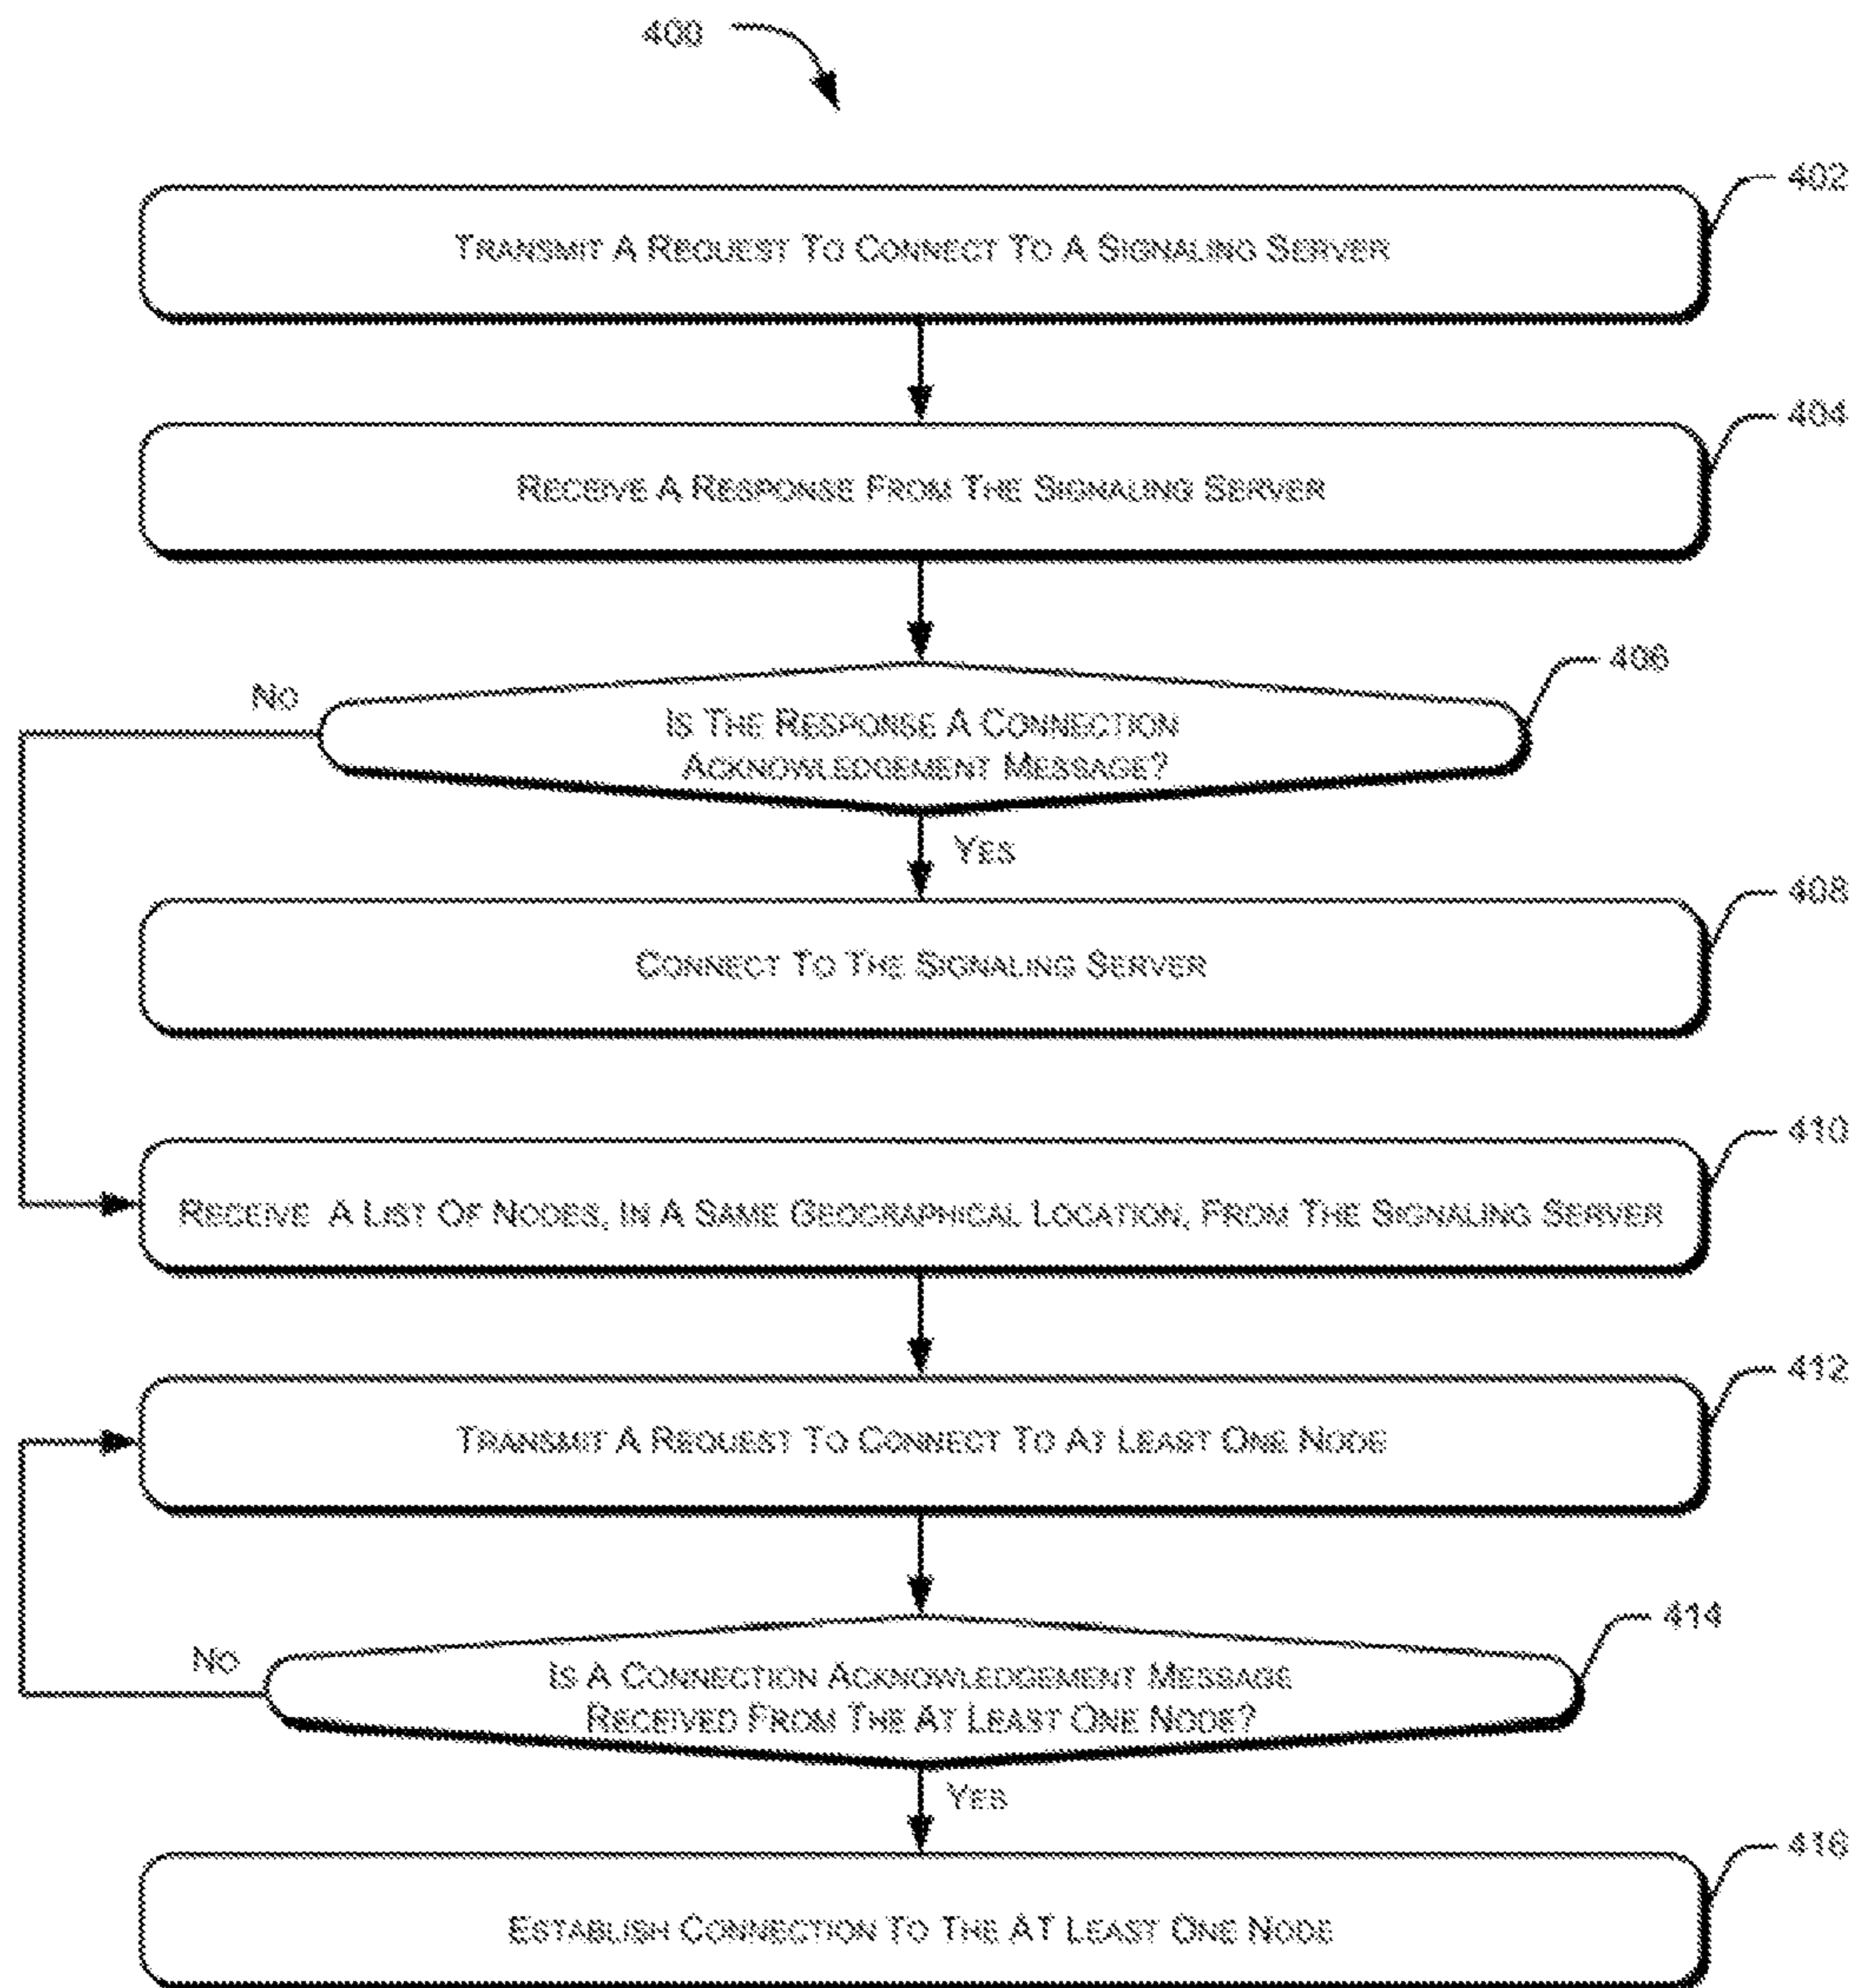 400
402
TRANSMIT A REQUEST TO CONNECT TO A SIGNALING SERVER
404
RECEIVE A RESPONSE FROM THE SIGNALING SERVER
406
NO
IS THE RESPONSE A CONNECTION
ACKNOWLEDGEMENT MESSAGE?
YES
408
CONNECT TO THE SIGNALING SERVER
410
RECEIVE A LIST OF NODES, IN A SAME GEOGRAPHICAL LOCATION, FROM THE SIGNALING SERVER
412
TRANSMIT A REQUEST TO CONNECT TO AT LEAST ONE NODE
414
NO
IS A CONNECTION ACKNOWLEDGEMENT MESSAGE
RECEIVED FROM THE AT LEAST ONE NODE?
YES
416
ESTABLISH CONNECTION TO THE AT LEAST ONE NODE